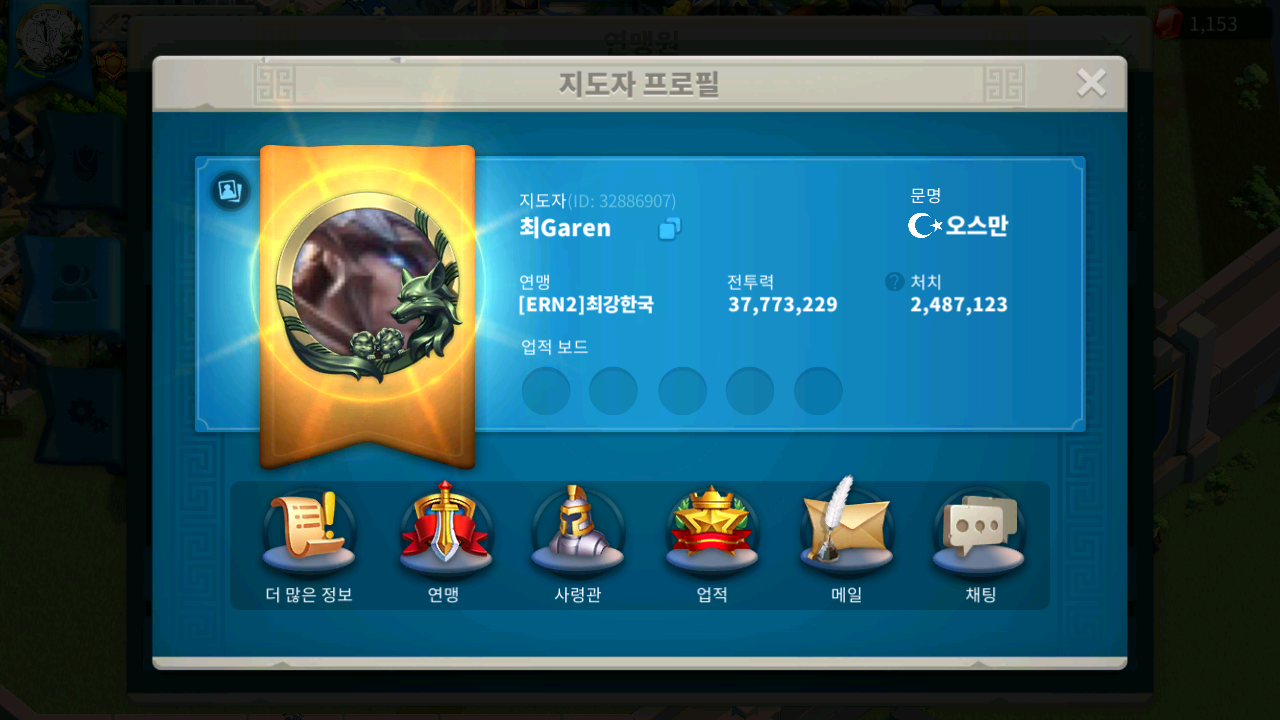 연맹원
1,153
지도자 프로필
지도자(ID: 32886907)
최Garen
문명
오스만
연맹
[ERN2]최강한국
전투력
37,773,229
? 처치
2,487,123
업적 보드
더 많은 정보
연맹
사령관
업적
메일
채팅